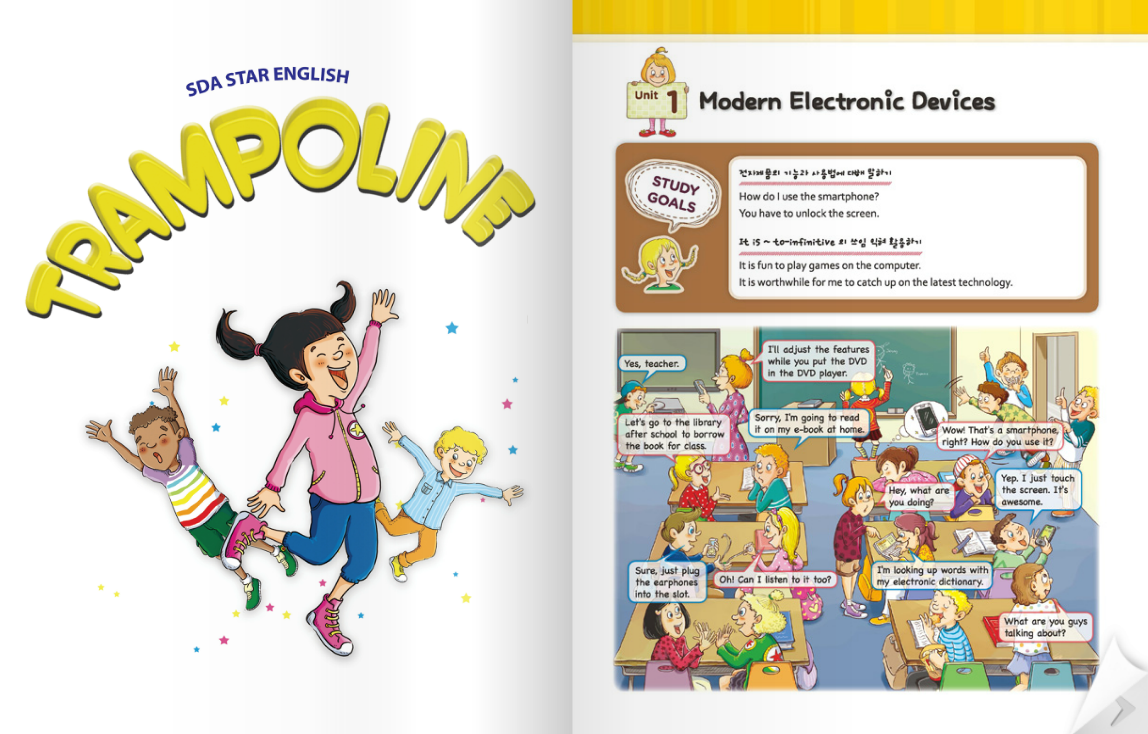 SDA STAR ENGLISH
TRAMPOLINE
Unit 1
Modern Electronic Devices
STUDY
GOALS
전자제품의 기능과 사용법에 대해 말하기
How do I use the smartphone?
You have to unlock the screen.
It is ~ to-infinitive 의 쓰임 익혀 활용하기
It is fun to play games on the computer.
It is worthwhile for me to catch up on the latest technology.
Yes, teacher.
I'll adjust the features
while you put the DVD
in the DVD player.
Let's go to the library
after school to borrow
the book for class.
Sorry, I'm going to read
it on my e-book at home.
Wow! That's a smartphone,
right? How do you use it?
Hey, what are
you doing?
Yep. I just touch
the screen. It's
awesome.
Sure, just plug
the earphones
into the slot.
Oh! Can I listen to it too?
I'm looking up words with
my electronic dictionary.
What are you guys
talking about?